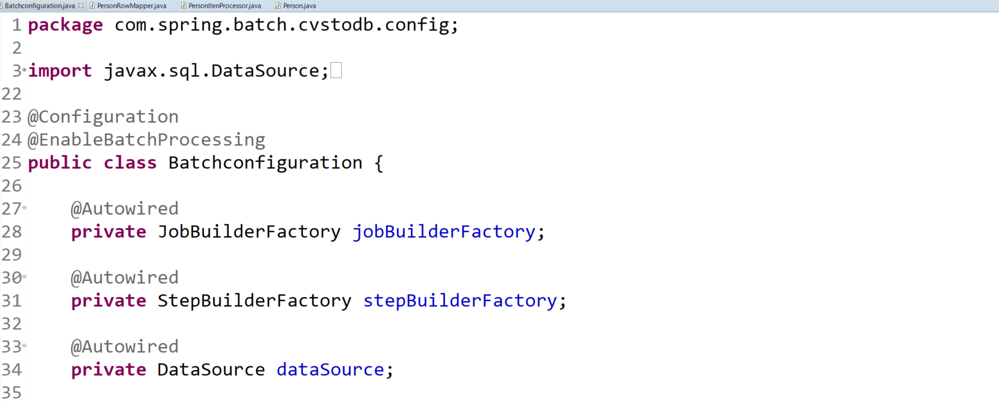 Batchconfiguration.java PersonRowMapper.java PersonItenProcessor.java Person.java
1 package com.spring.batch.cvstodb.config;
2
3 import javax.sql.DataSource;
22
23 @Configuration
24 @EnableBatchProcessing
25 public class Batchconfiguration {
26
27 @Autowired
28 private JobBuilderFactory jobBuilderFactory;
29
30 @Autowired
31 private StepBuilderFactory stepBuilderFactory;
32
33 @Autowired
34 private DataSource dataSource;
35